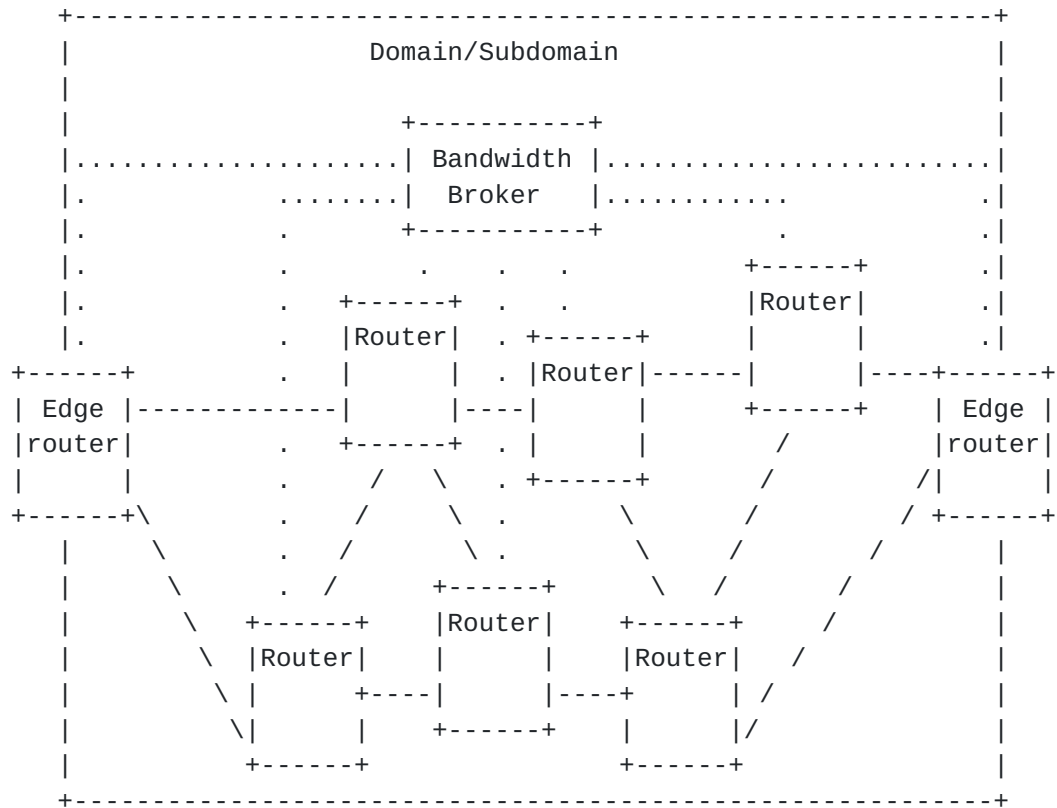 Domain/Subdomain
Bandwidth
Broker
Router
Router
Router
Edge
router
Edge
router
Router
Router
Router